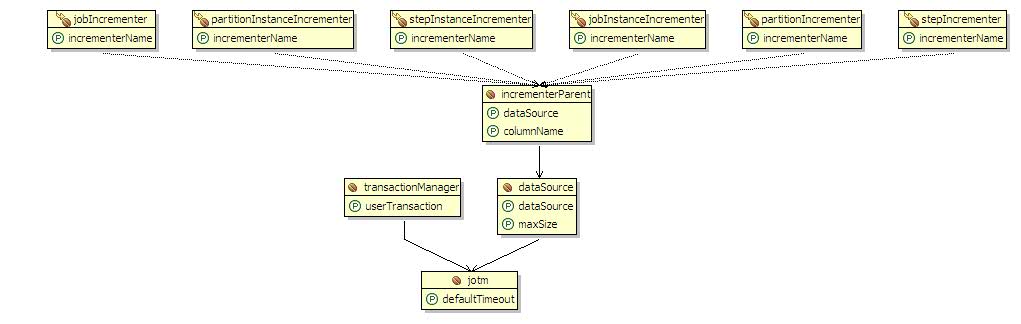 jobIncrementer
P incrementerName
partitionInstanceIncrementer
P incrementerName
stepInstanceIncrementer
P incrementerName
jobInstanceIncrementer
P incrementerName
partitionIncrementer
P incrementerName
stepIncrementer
P incrementerName
incrementerParent
P dataSource
P columnName
transactionManager
P userTransaction
dataSource
P dataSource
P maxSize
jotm
P defaultTimeout